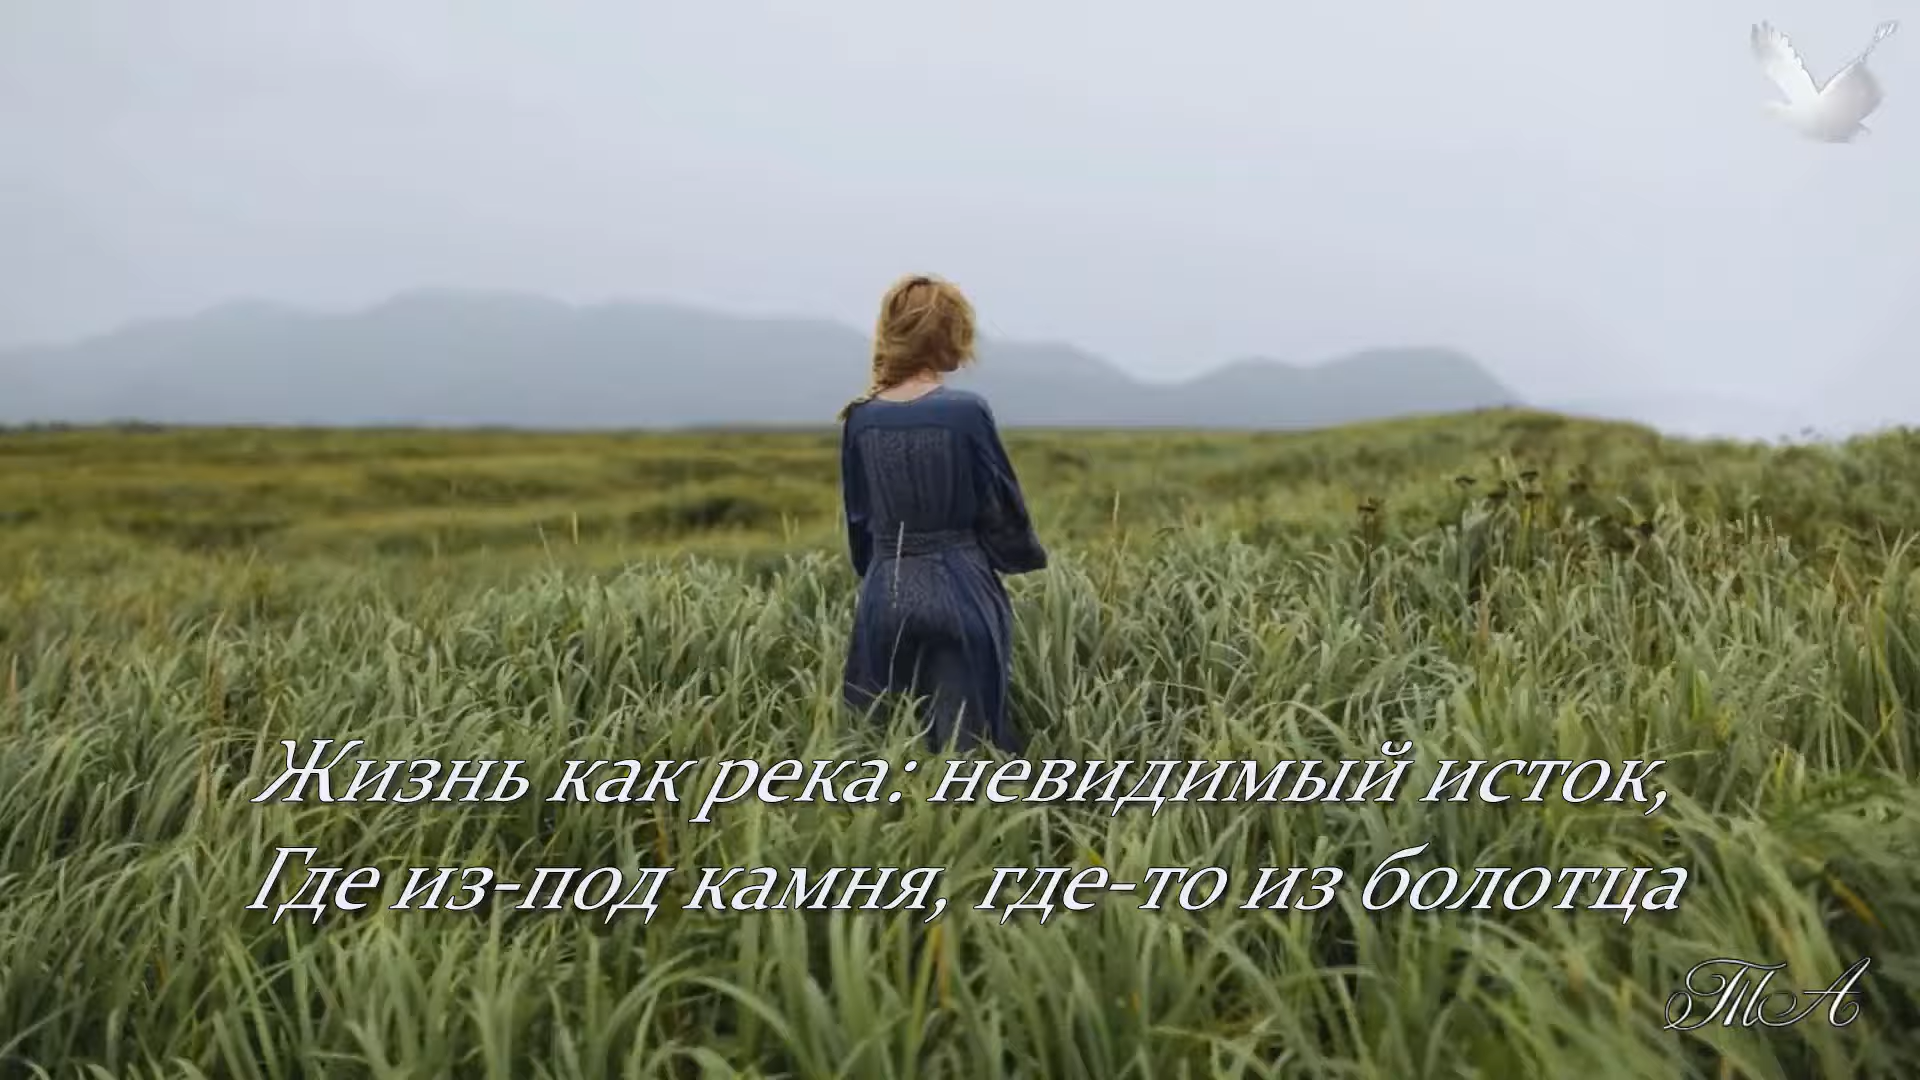 Жизнь как река: невидимый исток,
Где из-под камня, где-то из болотца
ТА